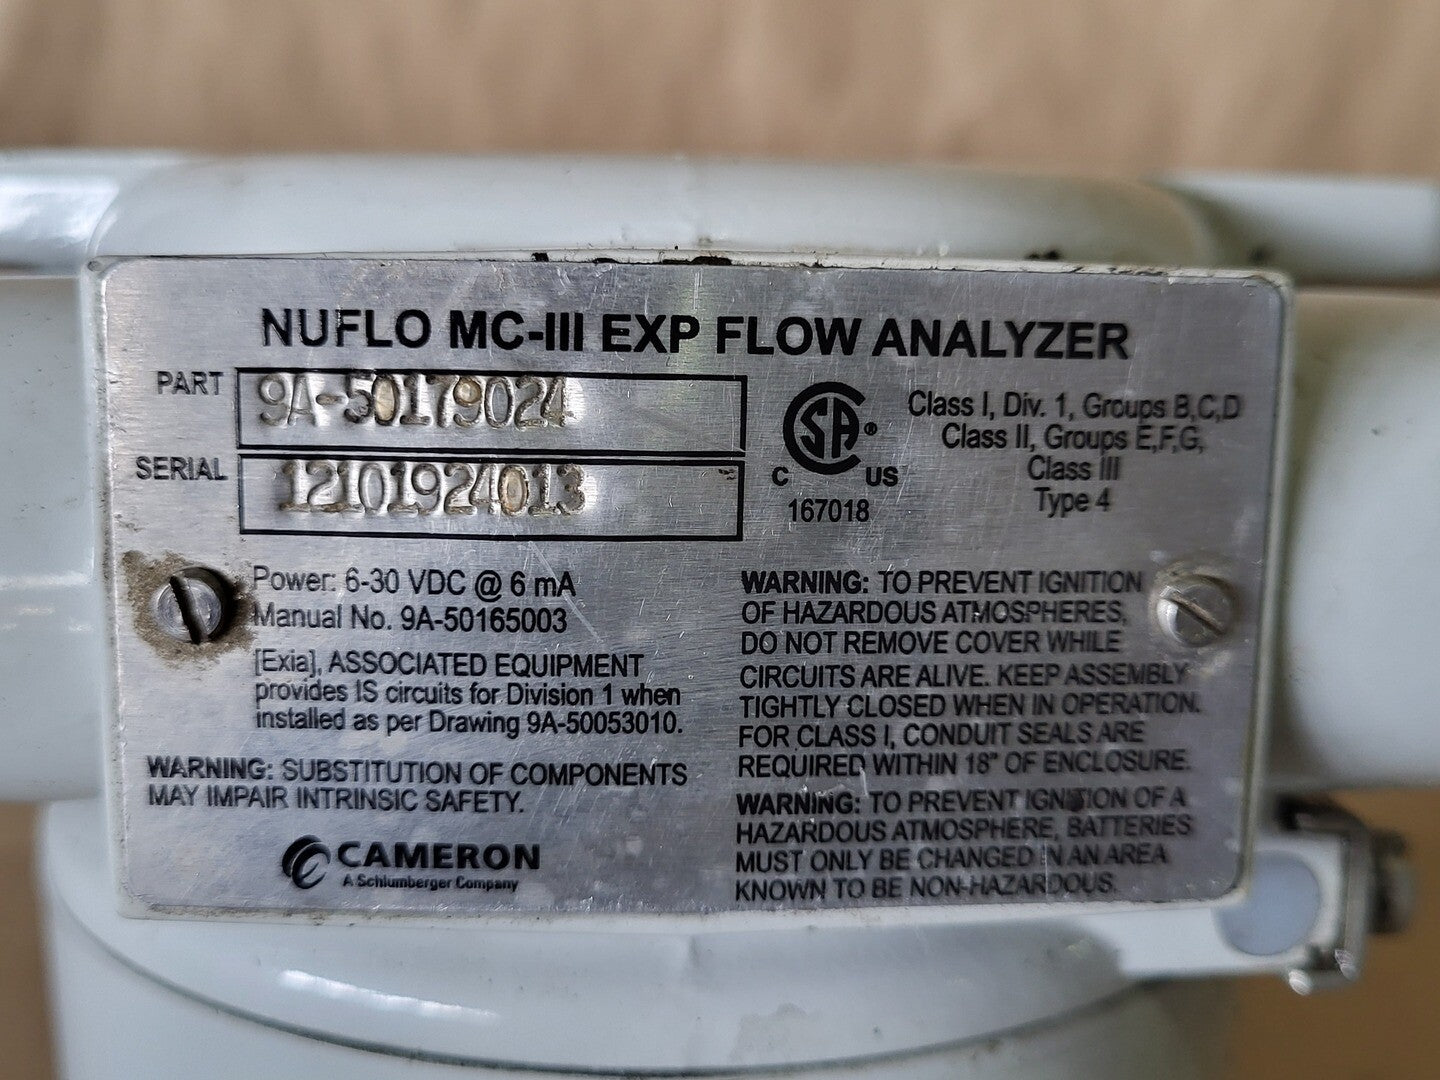 NUFLO MC-III EXP FLOW ANALYZER
PART 9A-50179024
SERIAL 12101924013
CSA®
C US
167018
Class I, Div. 1, Groups B,C,D
Class II, Groups E,F,G,
Class III
Type 4
Power: 6-30 VDC @ 6 mA
Manual No. 9A-50165003
[Exia], ASSOCIATED EQUIPMENT
provides IS circuits for Division 1 when
installed as per Drawing 9A-50053010.
WARNING: SUBSTITUTION OF COMPONENTS
MAY IMPAIR INTRINSIC SAFETY.
CAMERON
A Schlumberger Company
WARNING: TO PREVENT IGNITION
OF HAZARDOUS ATMOSPHERES,
DO NOT REMOVE COVER WHILE
CIRCUITS ARE ALIVE. KEEP ASSEMBLY
TIGHTLY CLOSED WHEN IN OPERATION.
FOR CLASS I, CONDUIT SEALS ARE
REQUIRED WITHIN 18" OF ENCLOSURE.
WARNING: TO PREVENT IGNITION OF A
HAZARDOUS ATMOSPHERE, BATTERIES
MUST ONLY BE CHANGED IN AN AREA
KNOWN TO BE NON-HAZARDOUS.